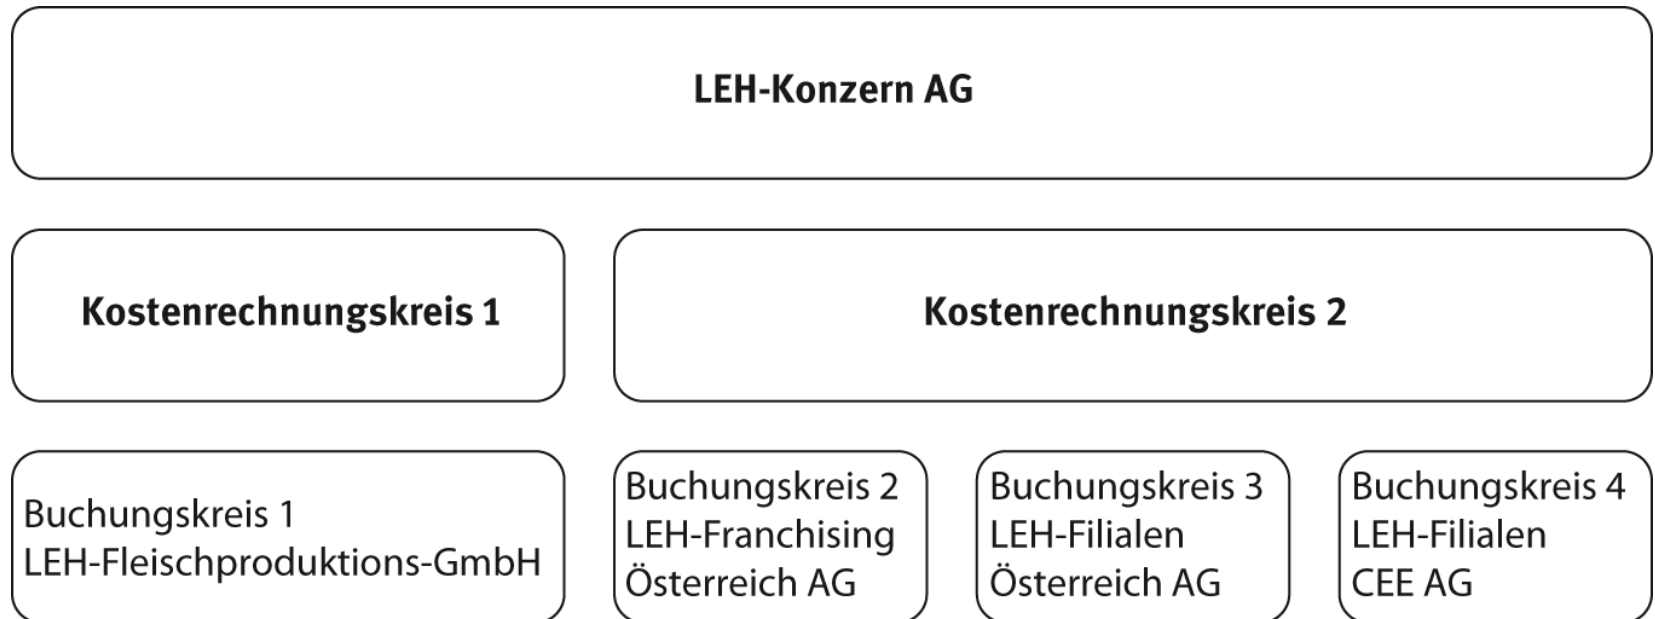 LEH-Konzern AG
Kostenrechnungskreis 1
Kostenrechnungskreis 2
Buchungskreis 1
LEH-Fleischproduktions-GmbH
Buchungskreis 2
LEH-Franchising
Österreich AG
Buchungskreis 3
LEH-Filialen
Österreich AG
Buchungskreis 4
LEH-Filialen
CEE AG